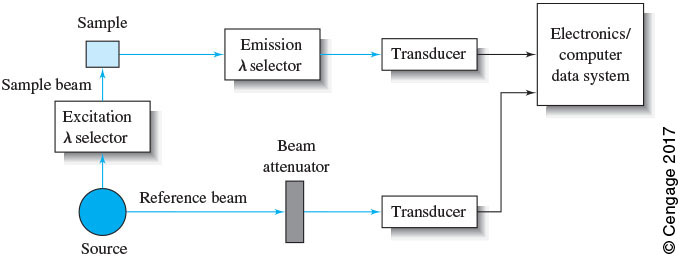 Sample
Emission
λ selector
Transducer
Electronics/
computer
data system
Sample beam
Excitation
λ selector
Beam
attenuator
Reference beam
Transducer
Source
© Cengage 2017